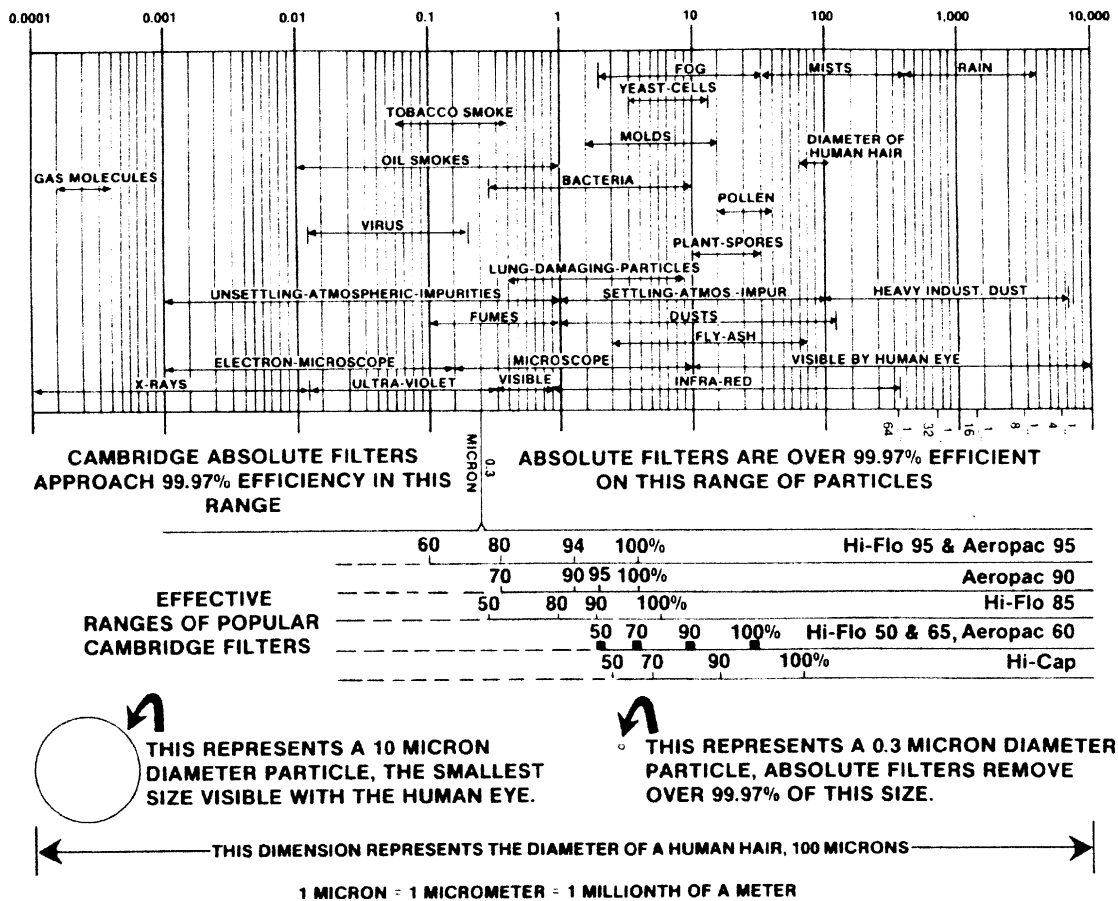 0.0001 0.001 0.01 0.1 1 10 100 1,000 10,000
FOG MISTS RAIN
YEAST-CELLS
TOBACCO SMOKE
MOLDS DIAMETER OF
HUMAN HAIR
OIL SMOKES
GAS MOLECULES BACTERIA
POLLEN
VIRUS
PLANT-SPORES
LUNG-DAMAGING-PARTICLES
UNSETTLING-ATMOSPHERIC-IMPURITIES SETTLING-ATMOS.-IMPUR HEAVY INDUST. DUST
FUMES DUSTS
FLY-ASH
ELECTRON-MICROSCOPE MICROSCOPE VISIBLE BY HUMAN EYE
X-RAYS ULTRA-VIOLET VISIBLE INFRA-RED
64 1 32 1 16 1 8 1 4 1
CAMBRIDGE ABSOLUTE FILTERS
APPROACH 99.97% EFFICIENCY IN THIS
RANGE
0.3
MICRON
ABSOLUTE FILTERS ARE OVER 99.97% EFFICIENT
ON THIS RANGE OF PARTICLES
60 80 94 100% Hi-Flo 95 & Aeropac 95
70 90 95 100% Aeropac 90
50 80 90 100% Hi-Flo 85
50 70 90 100% Hi-Flo 50 & 65, Aeropac 60
50 70 90 100% Hi-Cap
EFFECTIVE
RANGES OF POPULAR
CAMBRIDGE FILTERS
THIS REPRESENTS A 10 MICRON
DIAMETER PARTICLE, THE SMALLEST
SIZE VISIBLE WITH THE HUMAN EYE.
THIS REPRESENTS A 0.3 MICRON DIAMETER
PARTICLE, ABSOLUTE FILTERS REMOVE
OVER 99.97% OF THIS SIZE.
THIS DIMENSION REPRESENTS THE DIAMETER OF A HUMAN HAIR, 100 MICRONS
1 MICRON = 1 MICROMETER = 1 MILLIONTH OF A METER